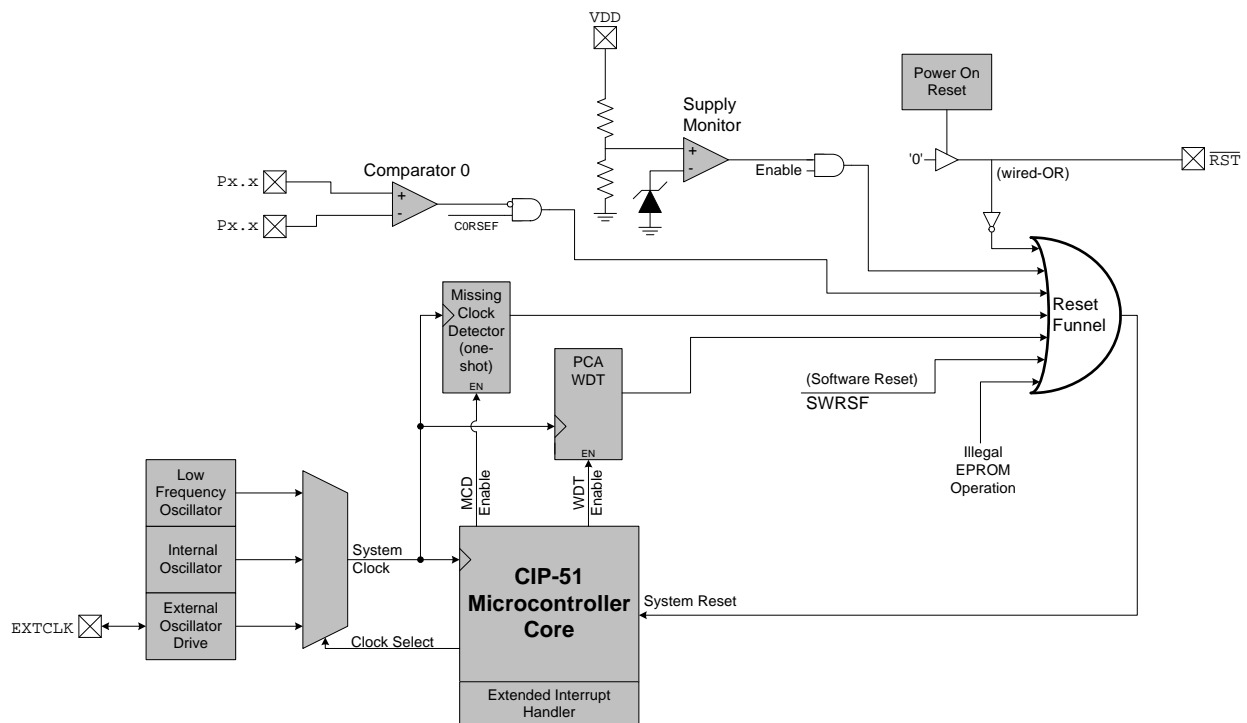 VDD
Power On
Reset
Supply
Monitor
+
-
Enable
'0'
RST
(wired-OR)
Comparator 0
Px.x
+
-
Px.x
C0RSEF
Missing
Clock
Detector
(one-
shot)
EN
PCA
WDT
EN
Reset
Funnel
(Software Reset)
SWRSF
Illegal
EPROM
Operation
MCD
Enable
WDT
Enable
Low
Frequency
Oscillator
Internal
Oscillator
External
Oscillator
Drive
EXTCLK
System
Clock
Clock Select
CIP-51
Microcontroller
Core
System Reset
Extended Interrupt
Handler